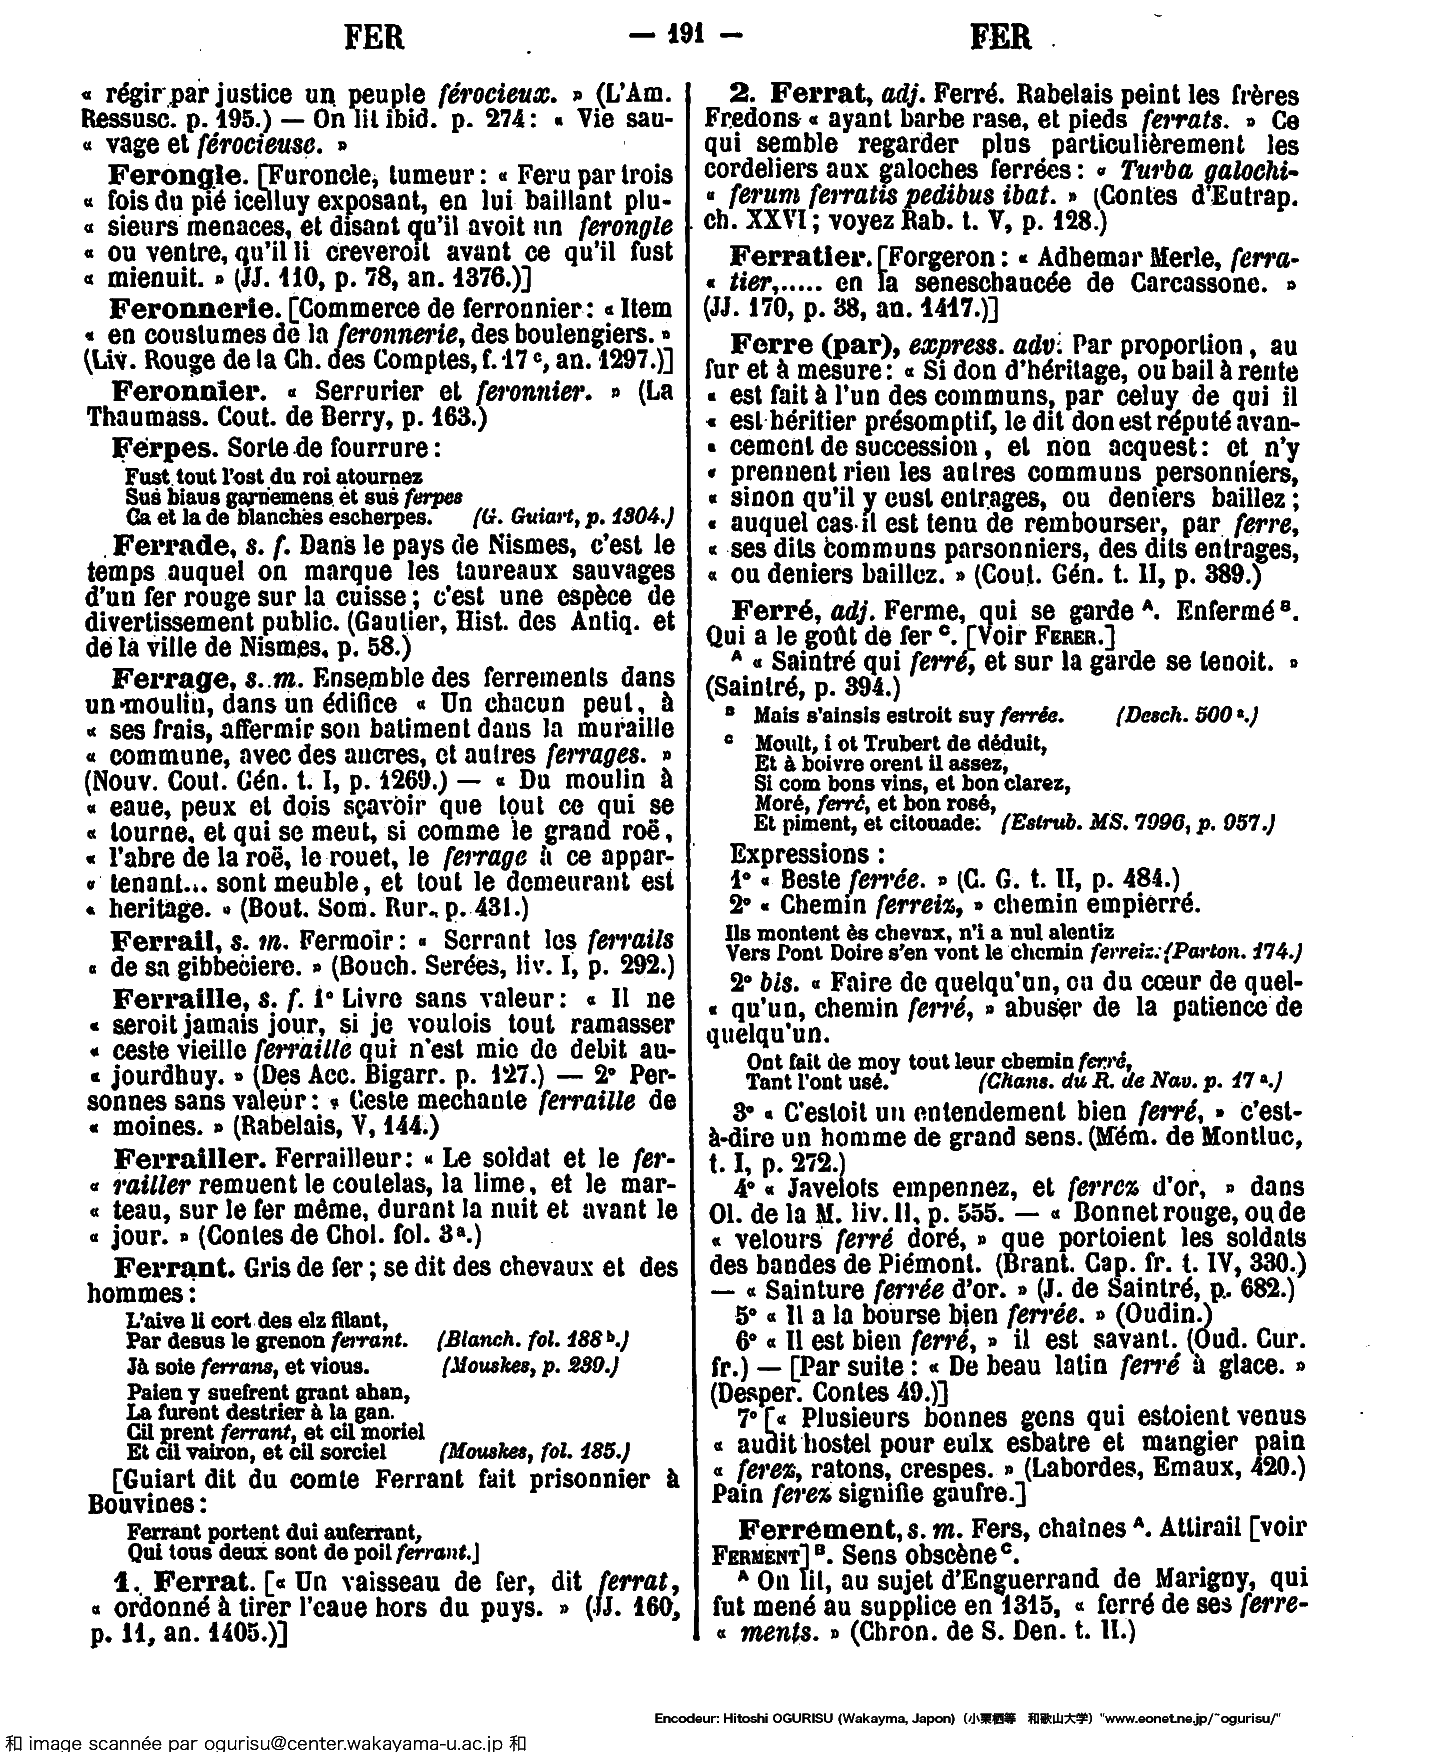 FER — 191 — FER
« régir par justice un peuple férocieux. » (L'Am.
Ressusc. p. 195.) — On lit ibid. p. 274 : « Vie sau-
« vage et férocieuse. »
Ferongle. [Furoncle, tumeur : « Feru par trois
« fois du pié icelluy exposant, en lui baillant plu-
« sieurs menaces, et disant qu'il avoit un ferongle
« ou ventre, qu'il li creveroit avant ce qu'il fust
« mienuit. » (JJ. 110, p. 78, an. 1376.)]
Feronnerie. [Commerce de ferronnier : « Item
« en coustumes de la feronnerie, des boulengiers. »
(Liv. Rouge de la Ch. des Comptes, f. 17 c, an. 1297.)]
Feronnier. « Serrurier et feronnier. » (La
Thaumass. Cout. de Berry, p. 163.)
Ferpes. Sorte de fourrure :
Fust tout l'ost du roi atournez
Sus biaus garnemens et sus ferpes
Ca et la de blanches escherpes. (G. Guiart, p. 1304.)
Ferrade, s. f. Dans le pays de Nismes, c'est le
temps auquel on marque les taureaux sauvages
d'un fer rouge sur la cuisse ; c'est une espèce de
divertissement public. (Gautier, Hist. des Antiq. et
de la ville de Nismes, p. 58.)
Ferrage, s. m. Ensemble des ferrements dans
un moulin, dans un édifice « Un chacun peut, à
« ses frais, affermir son batiment dans la muraille
« commune, avec des ancres, et autres ferrages. »
(Nouv. Cout. Gén. t. I, p. 1269.) — « Du moulin à
« eaue, peux et dois sçavoir que tout ce qui se
« tourne, et qui se meut, si comme le grand roë,
« l'abre de la roë, le rouet, le ferrage à ce appar-
« tenant... sont meuble, et tout le demeurant est
« heritage. » (Bout. Som. Rur. p. 431.)
Ferrail, s. m. Fermoir : « Serrant les ferrails
« de sa gibbeciere. » (Bouch. Serées, liv. I, p. 292.)
Ferraille, s. f. 1° Livre sans valeur : « Il ne
« seroit jamais jour, si je voulois tout ramasser
« ceste vieille ferraille qui n'est mie de debit au-
« jourdhuy. » (Des Acc. Bigarr. p. 127.) — 2° Per-
sonnes sans valeur : « Ceste mechante ferraille de
« moines. » (Rabelais, V, 144.)
Ferrailler. Ferrailleur : « Le soldat et le fer-
« railler remuent le coutelas, la lime, et le mar-
« teau, sur le fer même, durant la nuit et avant le
« jour. » (Contes de Chol. fol. 3 a.)
Ferrant. Gris de fer ; se dit des chevaux et des
hommes :
L'aive li cort des elz filant,
Par desus le grenon ferrant. (Blanch. fol. 188 b.)
Jà soie ferrans, et vious. (Mouskes, p. 239.)
Paien y suefrent grant ahan,
La furent destrier à la gan.
Cil prent ferrant, et cil moriel
Et cil vairon, et cil sorciel (Mouskes, fol. 185.)
[Guiart dit du comte Ferrant fait prisonnier à
Bouvines :
Ferrant portent dui auferrant,
Qui tous deux sont de poil ferrant.]
1. Ferrat. [« Un vaisseau de fer, dit ferrat,
« ordonné à tirer l'eaue hors du puys. » (JJ. 160,
p. 11, an. 1405.)]
2. Ferrat, adj. Ferré. Rabelais peint les frères
Fredons « ayant barbe rase, et pieds ferrats. » Ce
qui semble regarder plus particulièrement les
cordeliers aux galoches ferrées : « Turba galochi-
« ferum ferratis pedibus ibat. » (Contes d'Eutrap.
ch. XXVI ; voyez Rab. t. V, p. 128.)
Ferratier. [Forgeron : « Adhemar Merle, ferra-
« tier,..... en la seneschaucée de Carcassone. »
(JJ. 170, p. 38, an. 1417.)]
Ferre (par), express. adv. Par proportion, au
fur et à mesure : « Si don d'héritage, ou bail à rente
« est fait à l'un des communs, par celuy de qui il
« est héritier présomptif, le dit don est réputé avan-
« cement de succession, et non acquest : et n'y
« prennent rien les autres communs personniers,
« sinon qu'il y eust entrages, ou deniers baillez ;
« auquel cas il est tenu de rembourser, par ferre,
« ses dits communs parsonniers, des dits entrages,
« ou deniers baillez. » (Cout. Gén. t. II, p. 389.)
Ferré, adj. Ferme, qui se garde A. Enfermé B.
Qui a le goût de fer C. [Voir FERER.]
A « Saintré qui ferré, et sur la garde se tenoit. »
(Saintré, p. 394.)
B Mais s'ainsis estroit suy ferrée. (Desch. 500 a.)
C Moult, i ot Trubert de déduit,
Et à boivre orent il assez,
Si com bons vins, et bon clarez,
Moré, ferré, et bon rosé,
Et piment, et citouade. (Estrub. MS. 7996, p. 957.)
Expressions :
1° « Beste ferrée. » (C. G. t. II, p. 484.)
2° « Chemin ferreiz, » chemin empierré.
Ils montent ès chevax, n'i a nul alentiz
Vers Pont Doire s'en vont le chemin ferreiz. (Parton. 174.)
2° bis. « Faire de quelqu'un, ou du cœur de quel-
« qu'un, chemin ferré, » abuser de la patience de
quelqu'un.
Ont fait de moy tout leur chemin ferré,
Tant l'ont usé. (Chans. du R. de Nav. p. 17 a.)
3° « C'estoit un entendement bien ferré, » c'est-
à-dire un homme de grand sens. (Mém. de Montluc,
t. I, p. 272.)
4° « Javelots empennez, et ferrez d'or, » dans
Ol. de la M. liv. II, p. 555. — « Bonnet rouge, ou de
« velours ferré doré, » que portoient les soldats
des bandes de Piémont. (Brant. Cap. fr. t. IV, 330.)
— « Sainture ferrée d'or. » (J. de Saintré, p. 682.)
5° « Il a la bourse bien ferrée. » (Oudin.)
6° « Il est bien ferré, » il est savant. (Oud. Cur.
fr.) — [Par suite : « De beau latin ferré à glace. »
(Desper. Contes 49.)]
7° [« Plusieurs bonnes gens qui estoient venus
« audit hostel pour eulx esbatre et mangier pain
« ferez, ratons, crespes. » (Labordes, Emaux, 420.)
Pain ferez signifie gaufre.]
Ferrement, s. m. Fers, chaines A. Attirail [voir
FERMENT] B. Sens obscène C.
A On lit, au sujet d'Enguerrand de Marigny, qui
fut mené au supplice en 1315, « ferré de ses ferre-
« ments. » (Chron. de S. Den. t. II.)
Encodeur: Hitoshi OGURISU (Wakayma, Japon) (小栗栖等 和歌山大学) "www.eonet.ne.jp/~ogurisu/"
和 image scannée par ogurisu@center.wakayama-u.ac.jp 和